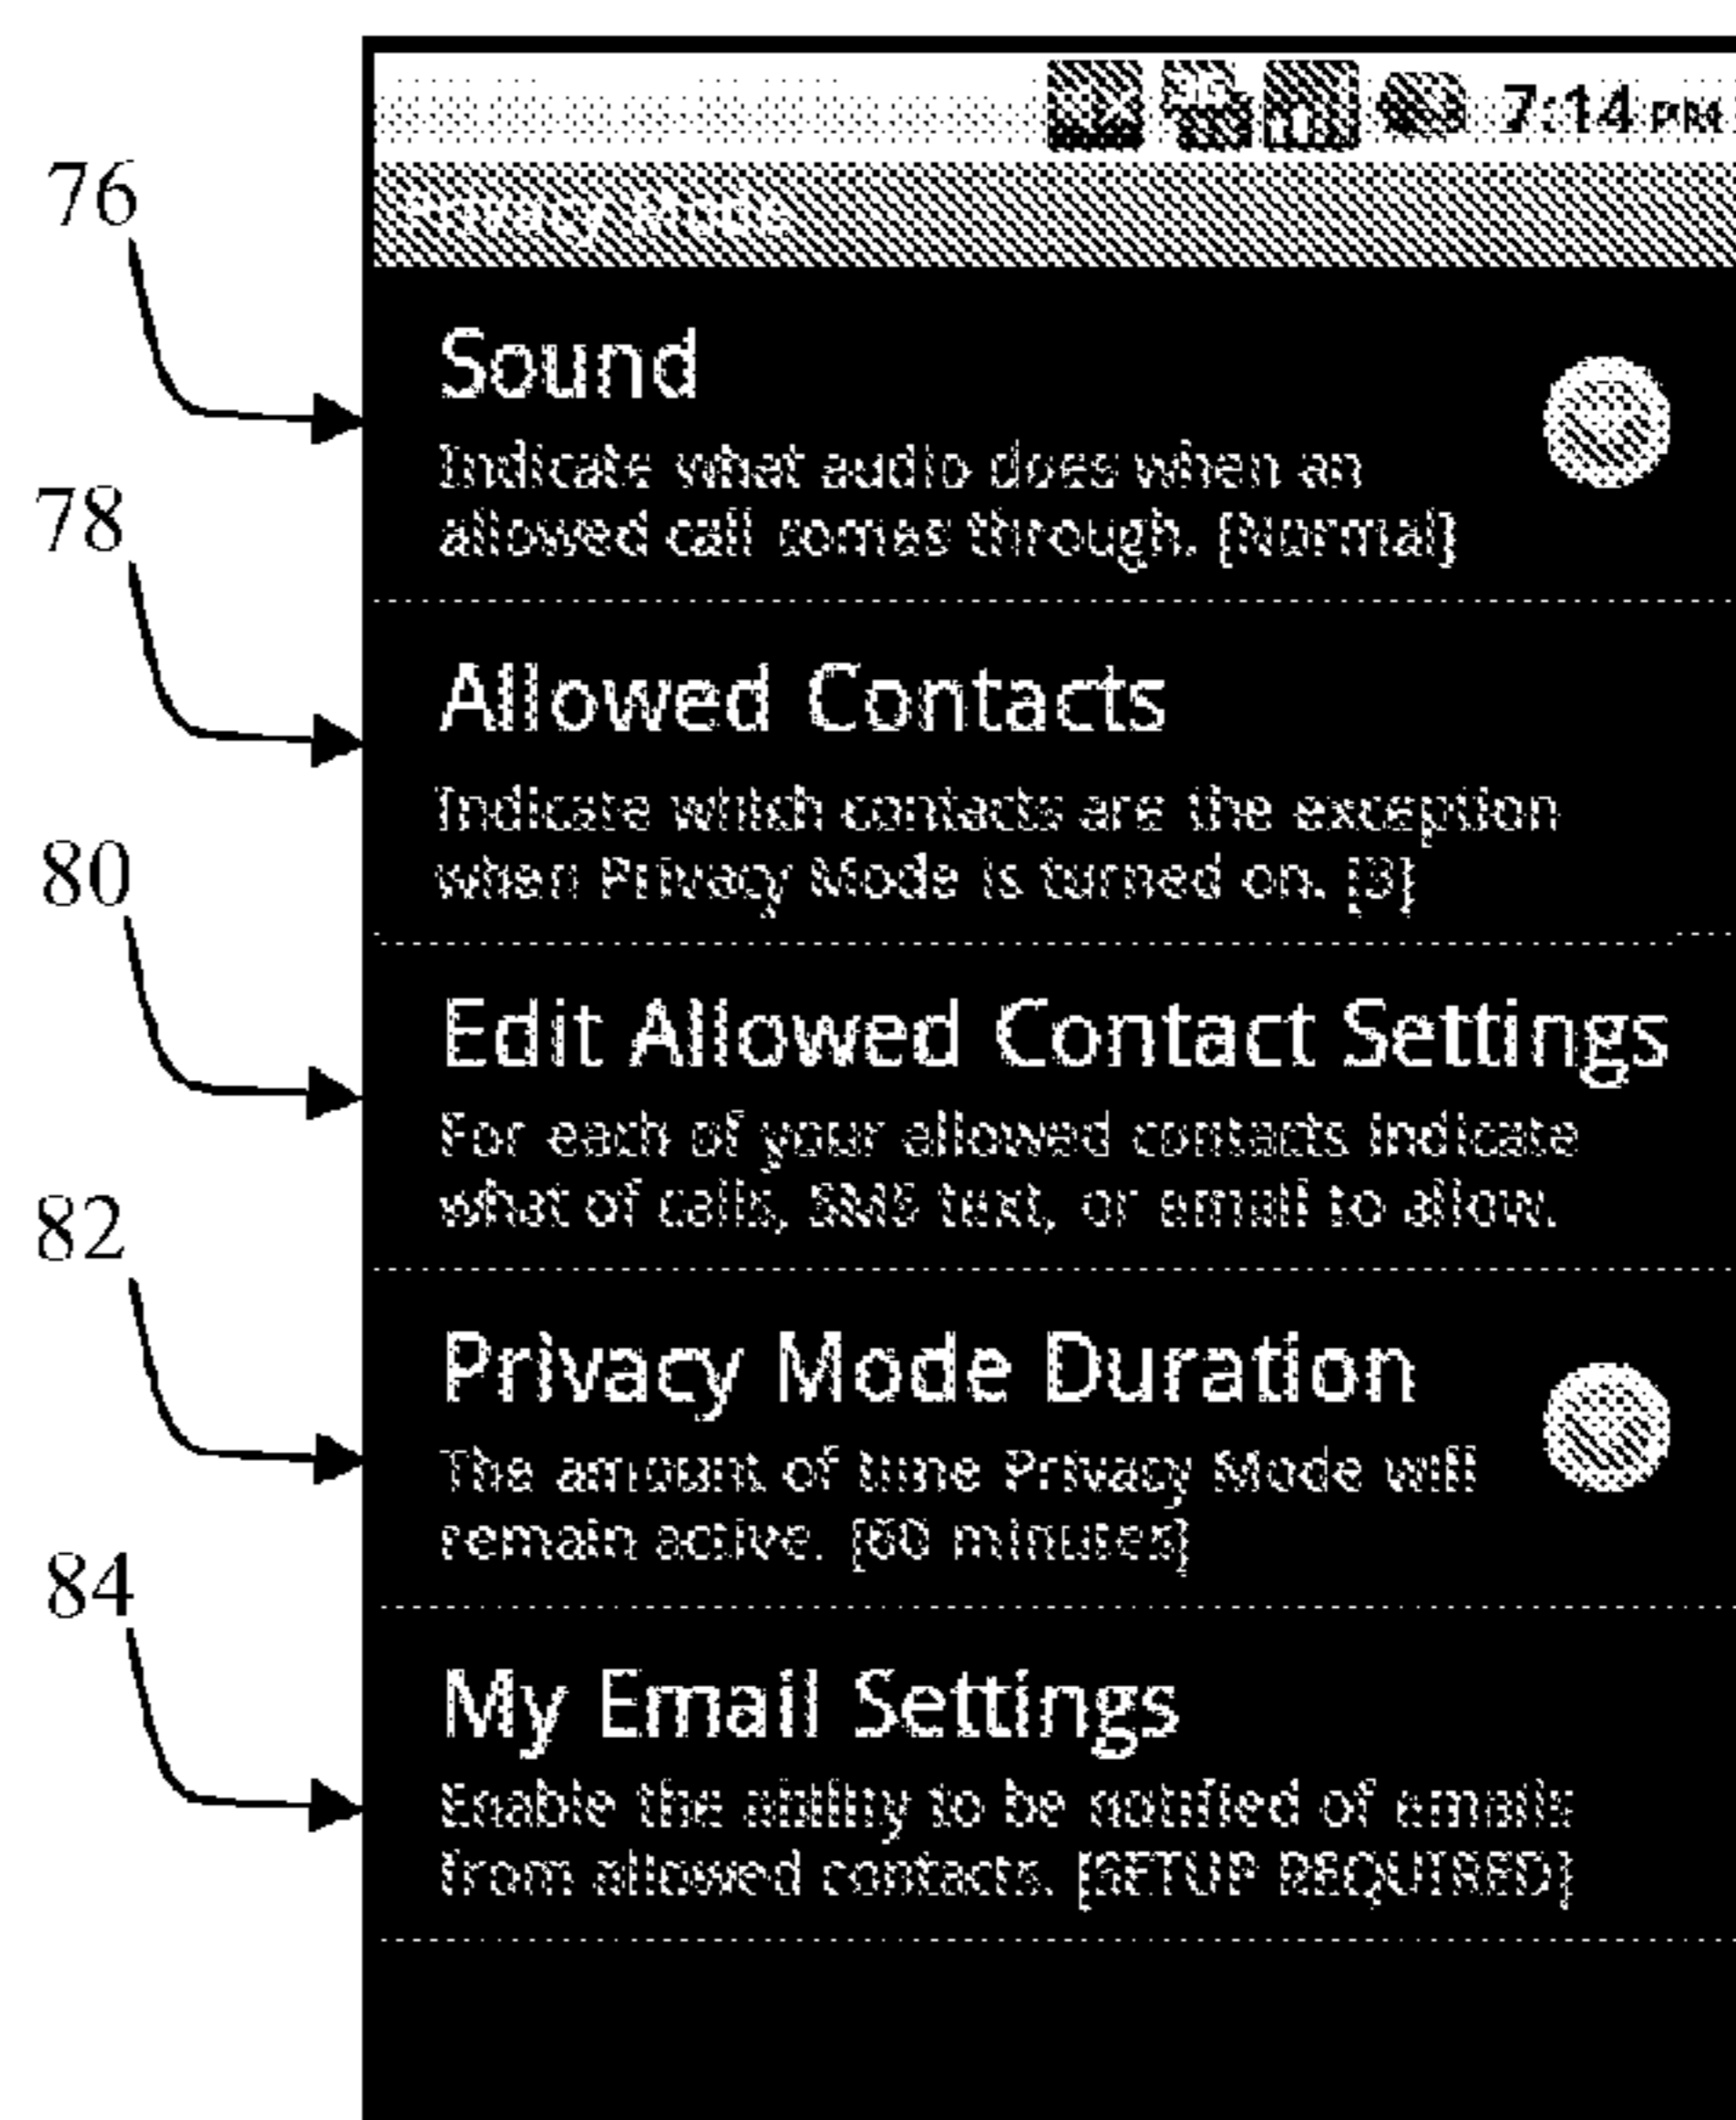 7:14 PM
Privacy Mode
76
Sound
Indicate what audio does when an
allowed call comes through. [Normal]
78
Allowed Contacts
Indicate which contacts are the exception
when Privacy Mode is turned on. [3]
80
Edit Allowed Contact Settings
For each of your allowed contacts indicate
what of calls, SMS text, or email to allow.
82
Privacy Mode Duration
The amount of time Privacy Mode will
remain active. [60 minutes]
84
My Email Settings
Enable the ability to be notified of emails
from allowed contacts. [SETUP REQUIRED]